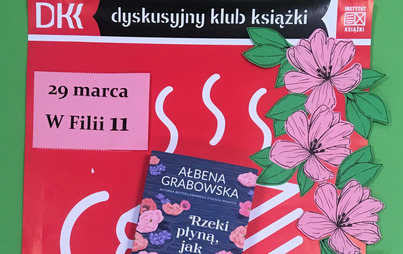 DKK
dyskusyjny klub książki
INSTYTUT
KSIĄŻKI
29 marca
W Filii 11
AŁBENA
GRABOWSKA
Rzeki
płyną,
jak